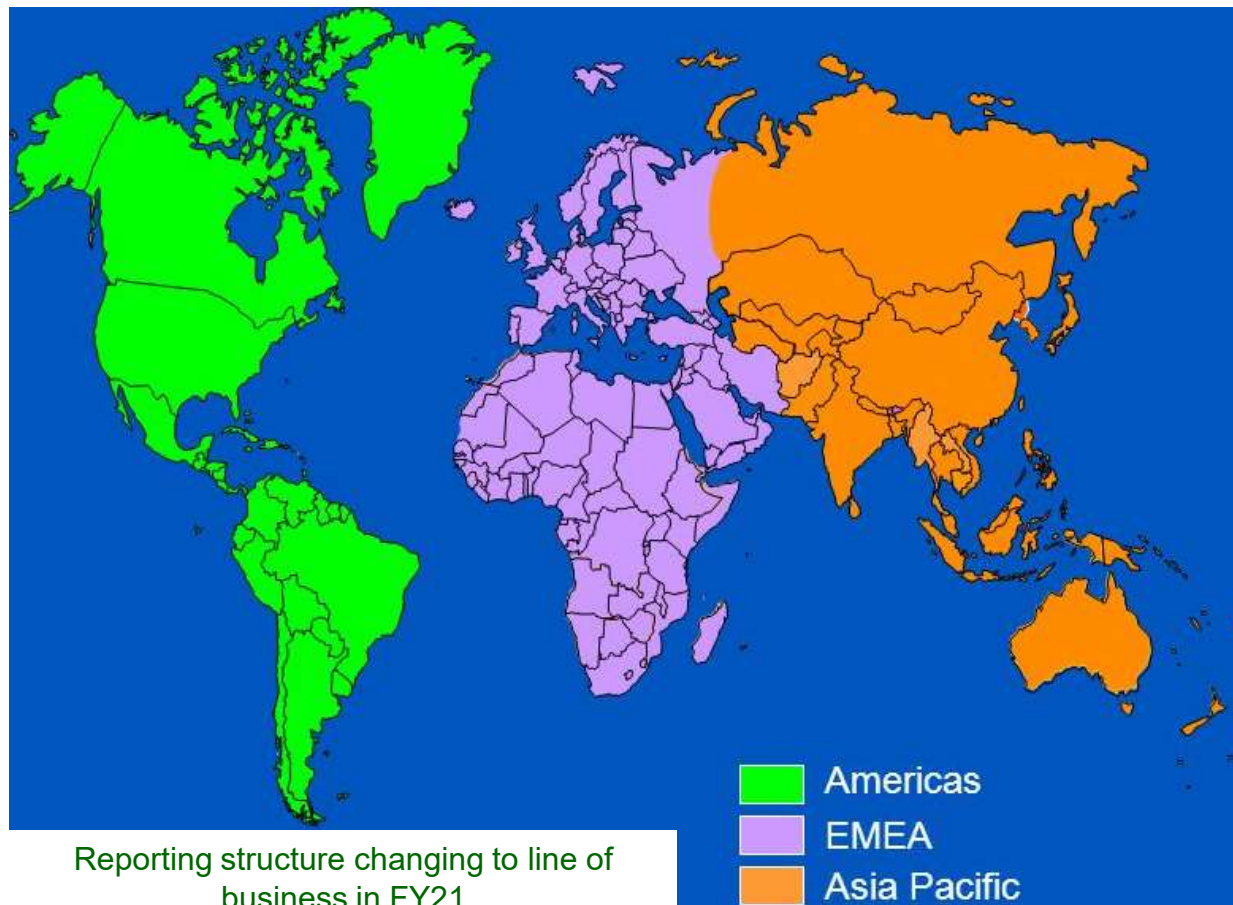 Americas
EMEA
Asia Pacific
Reporting structure changing to line of
business in FY21